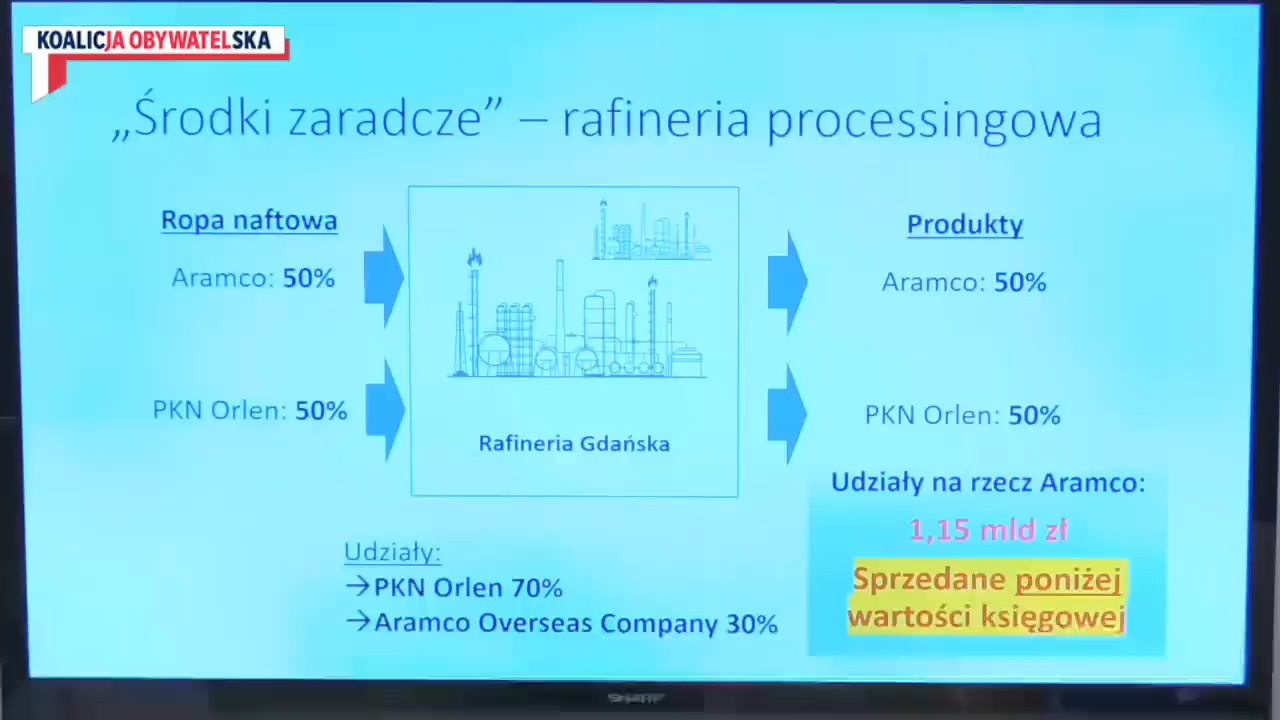 KOALICJA OBYWATELSKA
„Środki zaradcze” – rafineria processingowa
Ropa naftowa
Aramco: 50%
PKN Orlen: 50%
Rafineria Gdańska
Produkty
Aramco: 50%
PKN Orlen: 50%
Udziały:
→PKN Orlen 70%
→Aramco Overseas Company 30%
Udziały na rzecz Aramco:
1,15 mld zł
Sprzedane poniżej
wartości księgowej
SHARP